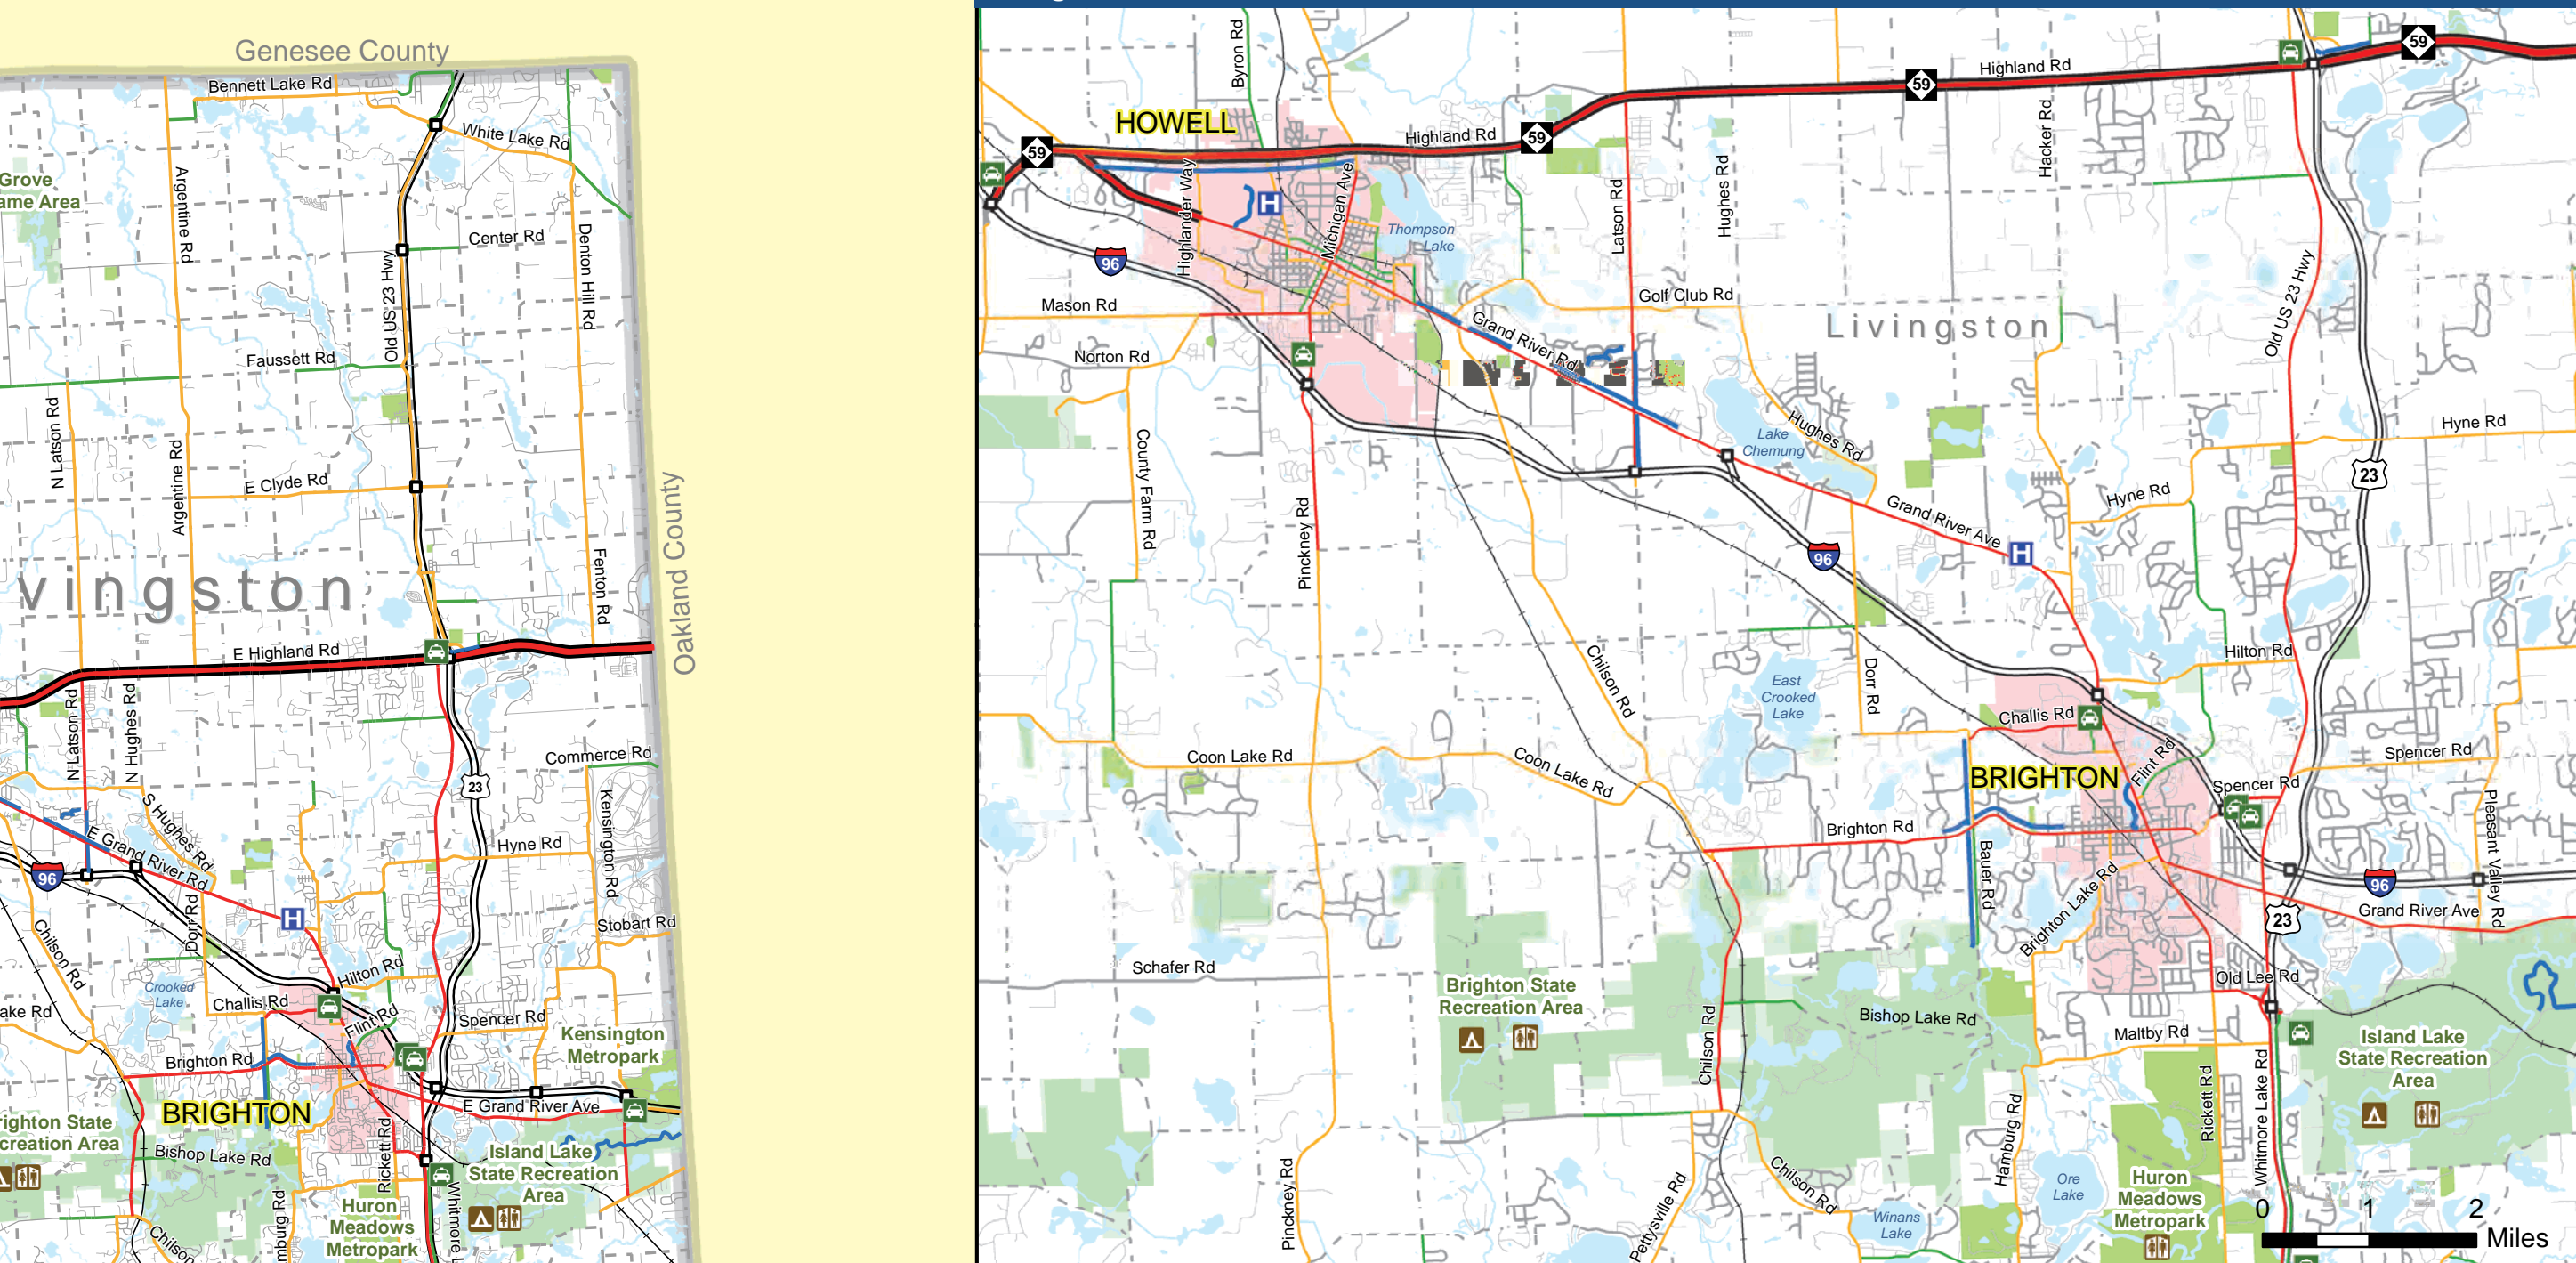 Genesee County
Bennett Lake Rd
White Lake Rd
Argentine Rd
Center Rd
Old US 23 Hwy
Denton Hill Rd
Faussett Rd
N Latson Rd
Argentine Rd
E Clyde Rd
Fenton Rd
Oakland County
E Highland Rd
N Latson Rd
N Hughes Rd
Commerce Rd
23
Kensington Rd
S Hughes Rd
E Grand River Rd
Hyne Rd
96
Dorr Rd
H
Stobart Rd
Chilson Rd
Hilton Rd
Crooked
Lake
Challis Rd
Flint Rd
Spencer Rd
Kensington
Metropark
Brighton Rd
BRIGHTON
E Grand River Ave
Bishop Lake Rd
Rickett Rd
Island Lake
State Recreation
Area
Huron
Meadows
Metropark
HOWELL
Byron Rd
59
Highland Rd
59
59
Highland Rd
59
Hacker Rd
H
Highlander Way
Michigan Ave
Thompson
Lake
Latson Rd
Hughes Rd
96
Mason Rd
Golf Club Rd
Livingston
Old US 23 Hwy
Norton Rd
Grand River Rd
Lake
Chemung
Hughes Rd
Hyne Rd
County Farm Rd
23
Hyne Rd
Pinckney Rd
Grand River Ave
H
96
Chilson Rd
Hilton Rd
East
Crooked
Lake
Dorr Rd
Challis Rd
Flint Rd
Coon Lake Rd
Coon Lake Rd
BRIGHTON
Spencer Rd
Spencer Rd
Pleasant Valley Rd
Brighton Rd
Bauer Rd
Brighton Lake Rd
96
23
Grand River Ave
Schafer Rd
Old Lee Rd
Brighton State
Recreation Area
Chilson Rd
Bishop Lake Rd
Maltby Rd
Island Lake
State Recreation
Area
Rickett Rd
Whitmore Lake Rd
Hamburg Rd
Pinckney Rd
Pettysville Rd
Chilson Rd
Winans
Lake
Ore
Lake
Huron
Meadows
Metropark
0 1 2
Miles